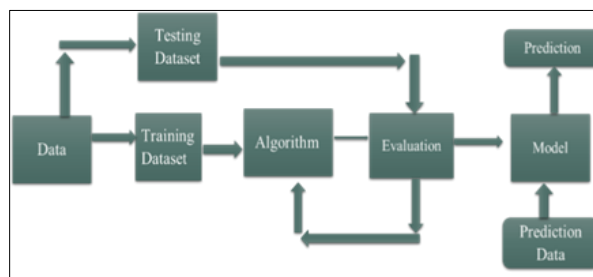 Testing
Dataset
Prediction
Data
Training
Dataset
Algorithm
Evaluation
Model
Prediction
Data